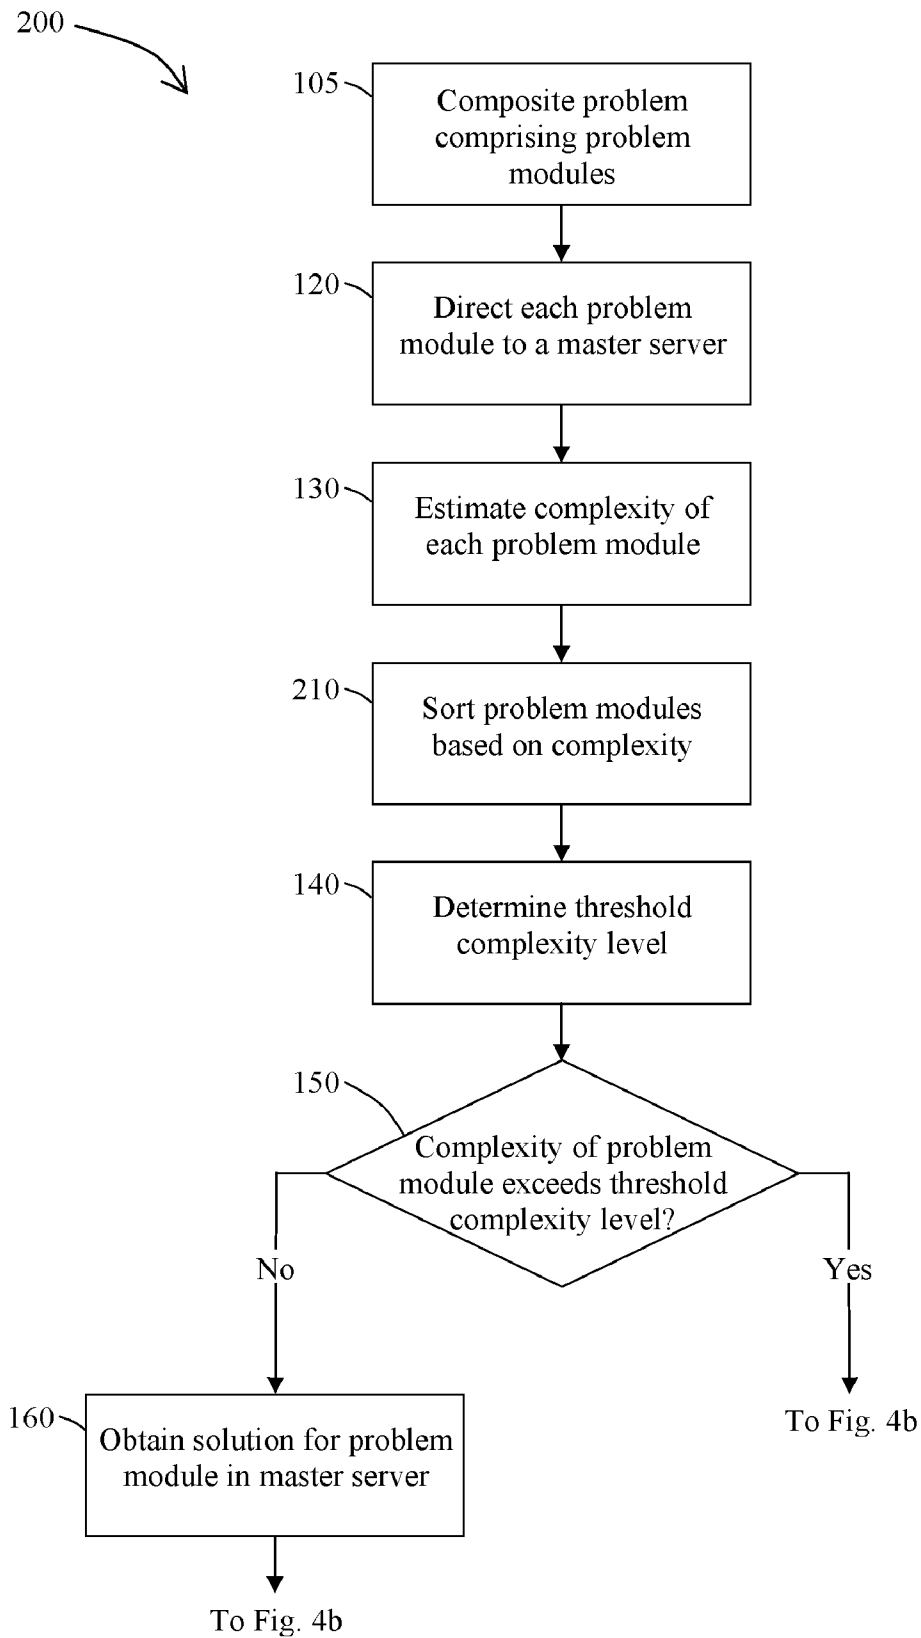 200
105
Composite problem
comprising problem
modules
120
Direct each problem
module to a master server
130
Estimate complexity of
each problem module
210
Sort problem modules
based on complexity
140
Determine threshold
complexity level
150
Complexity of problem
module exceeds threshold
complexity level?
No
Yes
160
Obtain solution for problem
module in master server
To Fig. 4b
To Fig. 4b